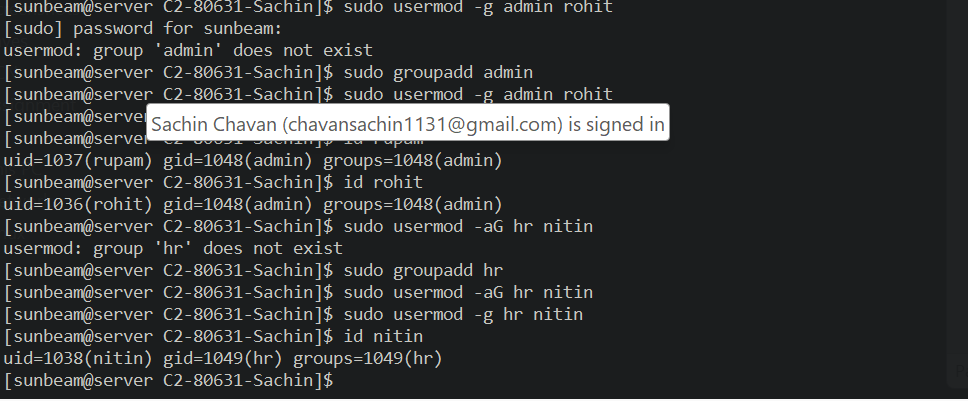 [sunbeam@server C2-80631-Sachin]$ sudo usermod -g admin rohit
[sudo] password for sunbeam:
usermod: group 'admin' does not exist
[sunbeam@server C2-80631-Sachin]$ sudo groupadd admin
[sunbeam@server C2-80631-Sachin]$ sudo usermod -g admin rohit
[sunbeam@server
Sachin Chavan (chavansachin1131@gmail.com) is signed in
[sunbeam@server C2-80631-Sachin]$ id rupam
uid=1037(rupam) gid=1048(admin) groups=1048(admin)
[sunbeam@server C2-80631-Sachin]$ id rohit
uid=1036(rohit) gid=1048(admin) groups=1048(admin)
[sunbeam@server C2-80631-Sachin]$ sudo usermod -aG hr nitin
usermod: group 'hr' does not exist
[sunbeam@server C2-80631-Sachin]$ sudo groupadd hr
[sunbeam@server C2-80631-Sachin]$ sudo usermod -aG hr nitin
[sunbeam@server C2-80631-Sachin]$ sudo usermod -g hr nitin
[sunbeam@server C2-80631-Sachin]$ id nitin
uid=1038(nitin) gid=1049(hr) groups=1049(hr)
[sunbeam@server C2-80631-Sachin]$